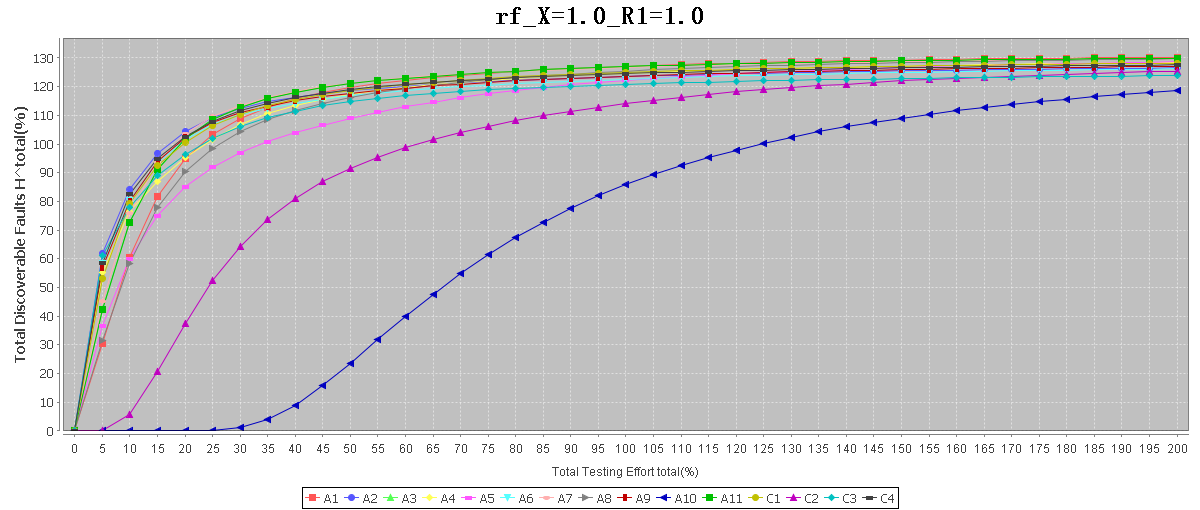 rf_X=1.0_R1=1.0
Total Discoverable Faults H^total(%)
130
120
110
100
90
80
70
60
50
40
30
20
10
0
0 5 10 15 20 25 30 35 40 45 50 55 60 65 70 75 80 85 90 95 100 105 110 115 120 125 130 135 140 145 150 155 160 165 170 175 180 185 190 195 200
Total Testing Effort total(%)
A1 A2 A3 A4 A5 A6 A7 A8 A9 A10 A11 C1 C2 C3 C4